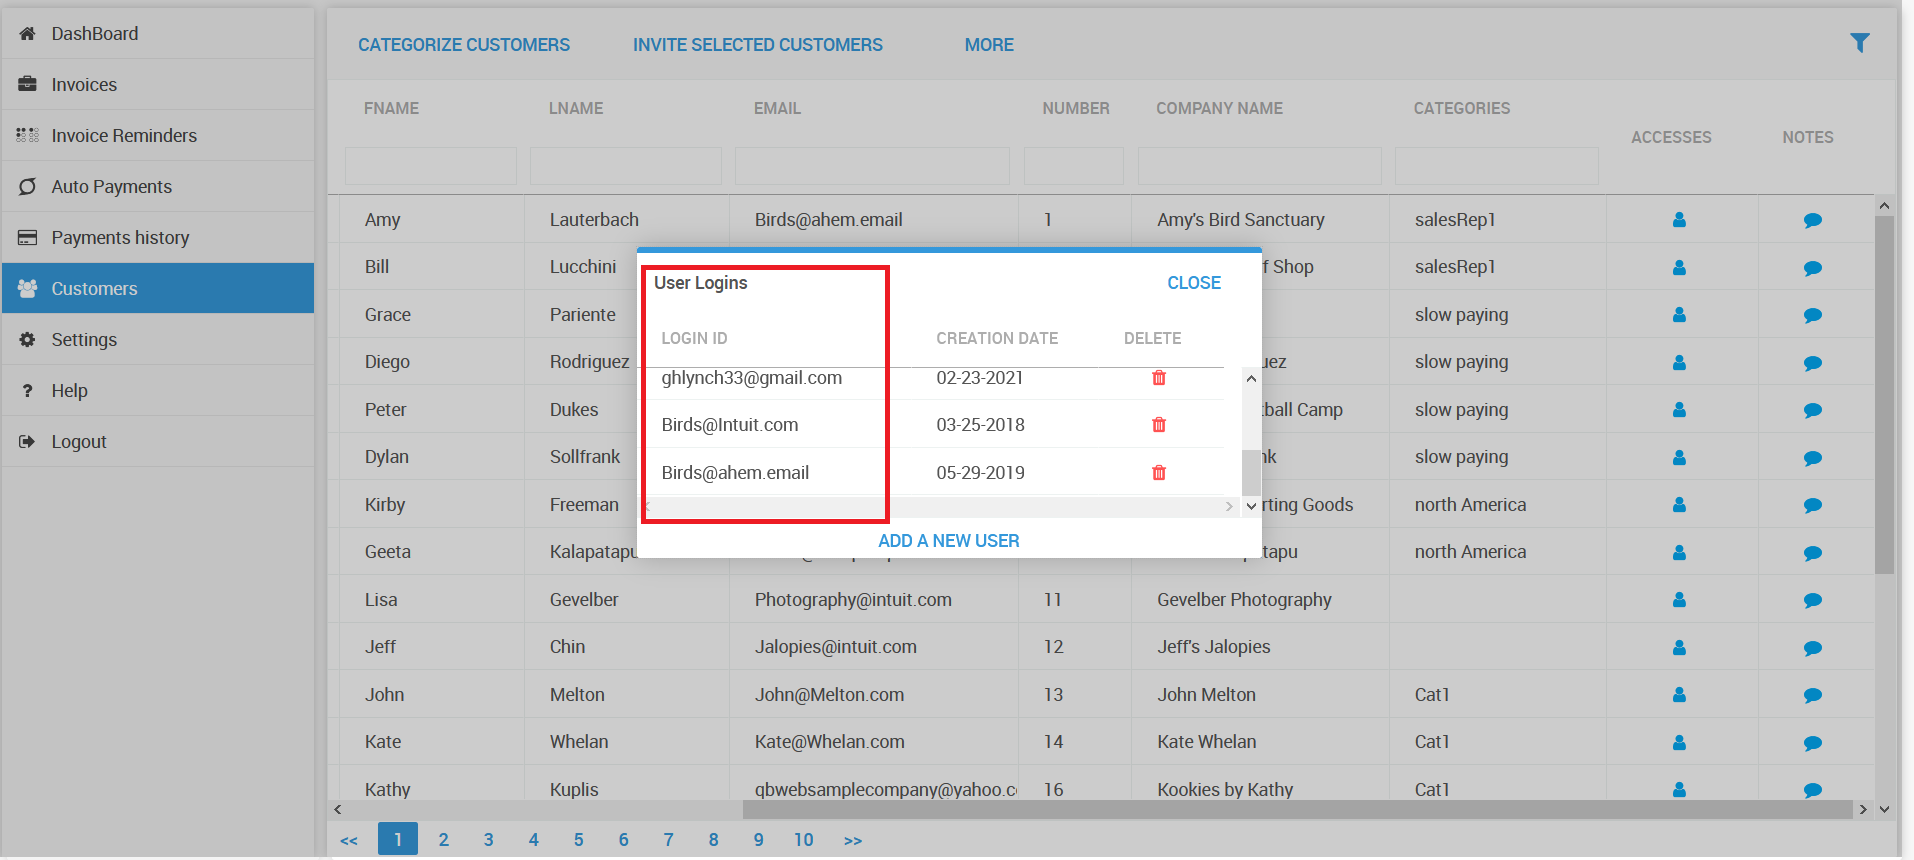 DashBoard
Invoices
Invoice Reminders
Auto Payments
Payments history
Customers
Settings
? Help
Logout
CATEGORIZE CUSTOMERS INVITE SELECTED CUSTOMERS MORE
FNAME LNAME EMAIL NUMBER COMPANY NAME CATEGORIES
ACCESSES NOTES
Amy Lauterbach Birds@ahem.email 1 Amy's Bird Sanctuary salesRep1
Bill Lucchini f Shop salesRep1
Grace Pariente slow paying
Diego Rodriguez uez slow paying
Peter Dukes ball Camp slow paying
Dylan Sollfrank nk slow paying
Kirby Freeman rting Goods north America
Geeta Kalapatapu atapu north America
Lisa Gevelber Photography@intuit.com 11 Gevelber Photography
Jeff Chin Jalopies@intuit.com 12 Jeff's Jalopies
John Melton John@Melton.com 13 John Melton Cat1
Kate Whelan Kate@Whelan.com 14 Kate Whelan Cat1
Kathy Kuplis qbwebsamplecompany@yahoo.c 16 Kookies by Kathy Cat1
User Logins CLOSE
LOGIN ID CREATION DATE DELETE
ghlynch33@gmail.com 02-23-2021
Birds@Intuit.com 03-25-2018
Birds@ahem.email 05-29-2019
ADD A NEW USER
<< 1 2 3 4 5 6 7 8 9 10 >>